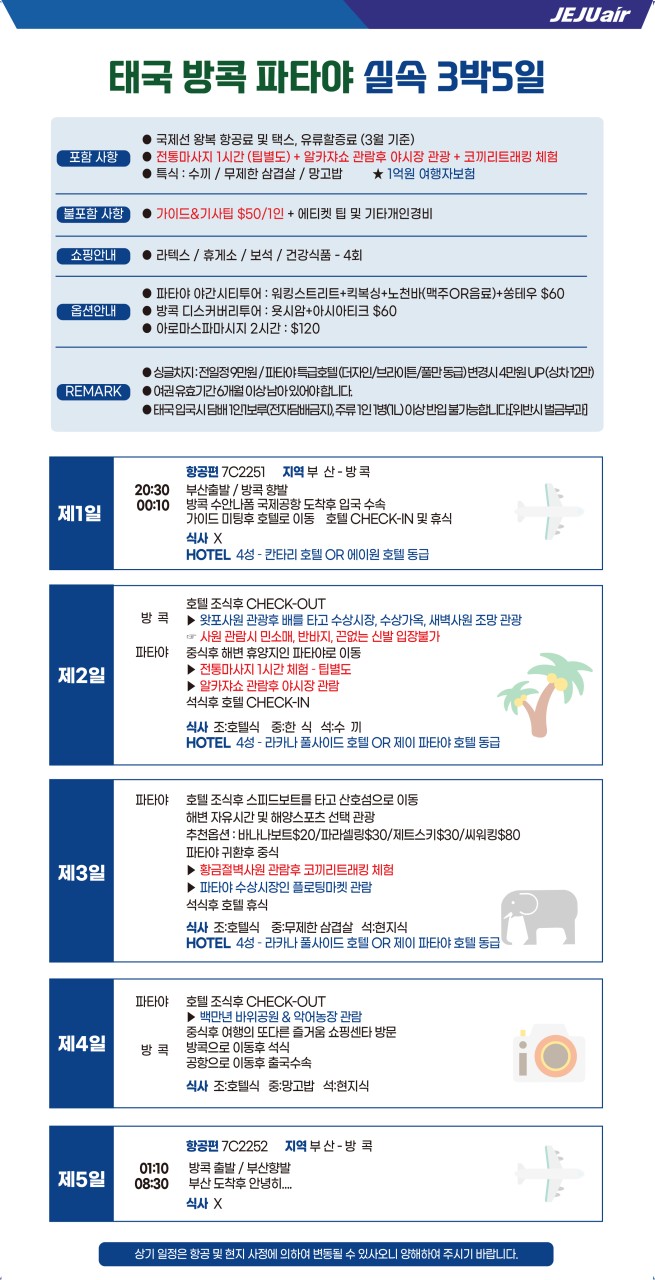 JEJUair
태국 방콕 파타야 실속 3박5일
포함 사항
● 국제선 왕복 항공료 및 택스, 유류할증료 (3월 기준)
● 전통마사지 1시간 (팁별도) + 알카쟈쇼 관람후 야시장 관광 + 코끼리트래킹 체험
● 특식 : 수끼 / 무제한 삼겹살 / 망고밥 ★ 1억원 여행자보험
불포함 사항
● 가이드&기사팁 $50/1인 + 에티켓 팁 및 기타개인경비
쇼핑안내
● 라텍스 / 휴게소 / 보석 / 건강식품 - 4회
옵션안내
● 파타야 야간시티투어 : 워킹스트리트+킥복싱+노천바(맥주OR음료)+쏭테우 $60
● 방콕 디스커버리투어 : 욧시암+아시아티크 $60
● 아로마스파마시지 2시간 : $120
REMARK
● 싱글차지 : 전일정 9만원 / 파타야 특급호텔 (더자인/브라이트/풀만 동급) 변경시 4만원 UP (싱차 12만)
● 여권 유효기간 6개월 이상 남아 있어야 합니다.
● 태국 입국시 담배 1인1보루(전자담배금지), 주류 1인 1병(1L) 이상 반입 불가능합니다.[위반시 벌금부과]
제1일
항공편 7C2251 지역 부 산 - 방 콕
20:30 부산출발 / 방콕 향발
00:10 방콕 수안나폼 국제공항 도착후 입국 수속
가이드 미팅후 호텔로 이동 호텔 CHECK-IN 및 휴식
식사 X
HOTEL 4성 - 칸타리 호텔 OR 에이원 호텔 동급
제2일
호텔 조식후 CHECK-OUT
방 콕 ▶ 왓포사원 관광후 배를 타고 수상시장, 수상가옥, 새벽사원 조망 관광
☞ 사원 관람시 민소매, 반바지, 끈없는 신발 입장불가
파타야 중식후 해변 휴양지인 파타야로 이동
▶ 전통마사지 1시간 체험 - 팁별도
▶ 알카쟈쇼 관람후 야시장 관람
석식후 호텔 CHECK-IN
식사 조:호텔식 중:한 식 석:수 끼
HOTEL 4성 - 라카나 풀사이드 호텔 OR 제이 파타야 호텔 동급
제3일
파타야 호텔 조식후 스피드보트를 타고 산호섬으로 이동
해변 자유시간 및 해양스포츠 선택 관광
추천옵션 : 바나나보트$20/파라셀링$30/제트스키$30/씨워킹$80
파타야 귀환후 중식
▶ 황금절벽사원 관람후 코끼리트래킹 체험
▶ 파타야 수상시장인 플로팅마켓 관람
석식후 호텔 휴식
식사 조:호텔식 중:무제한 삼겹살 석:현지식
HOTEL 4성 - 라카나 풀사이드 호텔 OR 제이 파타야 호텔 동급
제4일
파타야 호텔 조식후 CHECK-OUT
▶ 백만년 바위공원 & 악어농장 관람
중식후 여행의 또다른 즐거움 쇼핑센타 방문
방 콕 방콕으로 이동후 석식
공항으로 이동후 출국수속
식사 조:호텔식 중:망고밥 석:현지식
제5일
항공편 7C2252 지역 부 산 - 방 콕
01:10 방콕 출발 / 부산향발
08:30 부산 도착후 안녕히....
식사 X
상기 일정은 항공 및 현지 사정에 의하여 변동될 수 있사오니 양해하여 주시기 바랍니다.